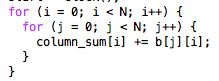 for (i = 0; i < N; i++) {
for (j = 0; j < N; j++) {
column_sum[i] += b[j][i];
}
}